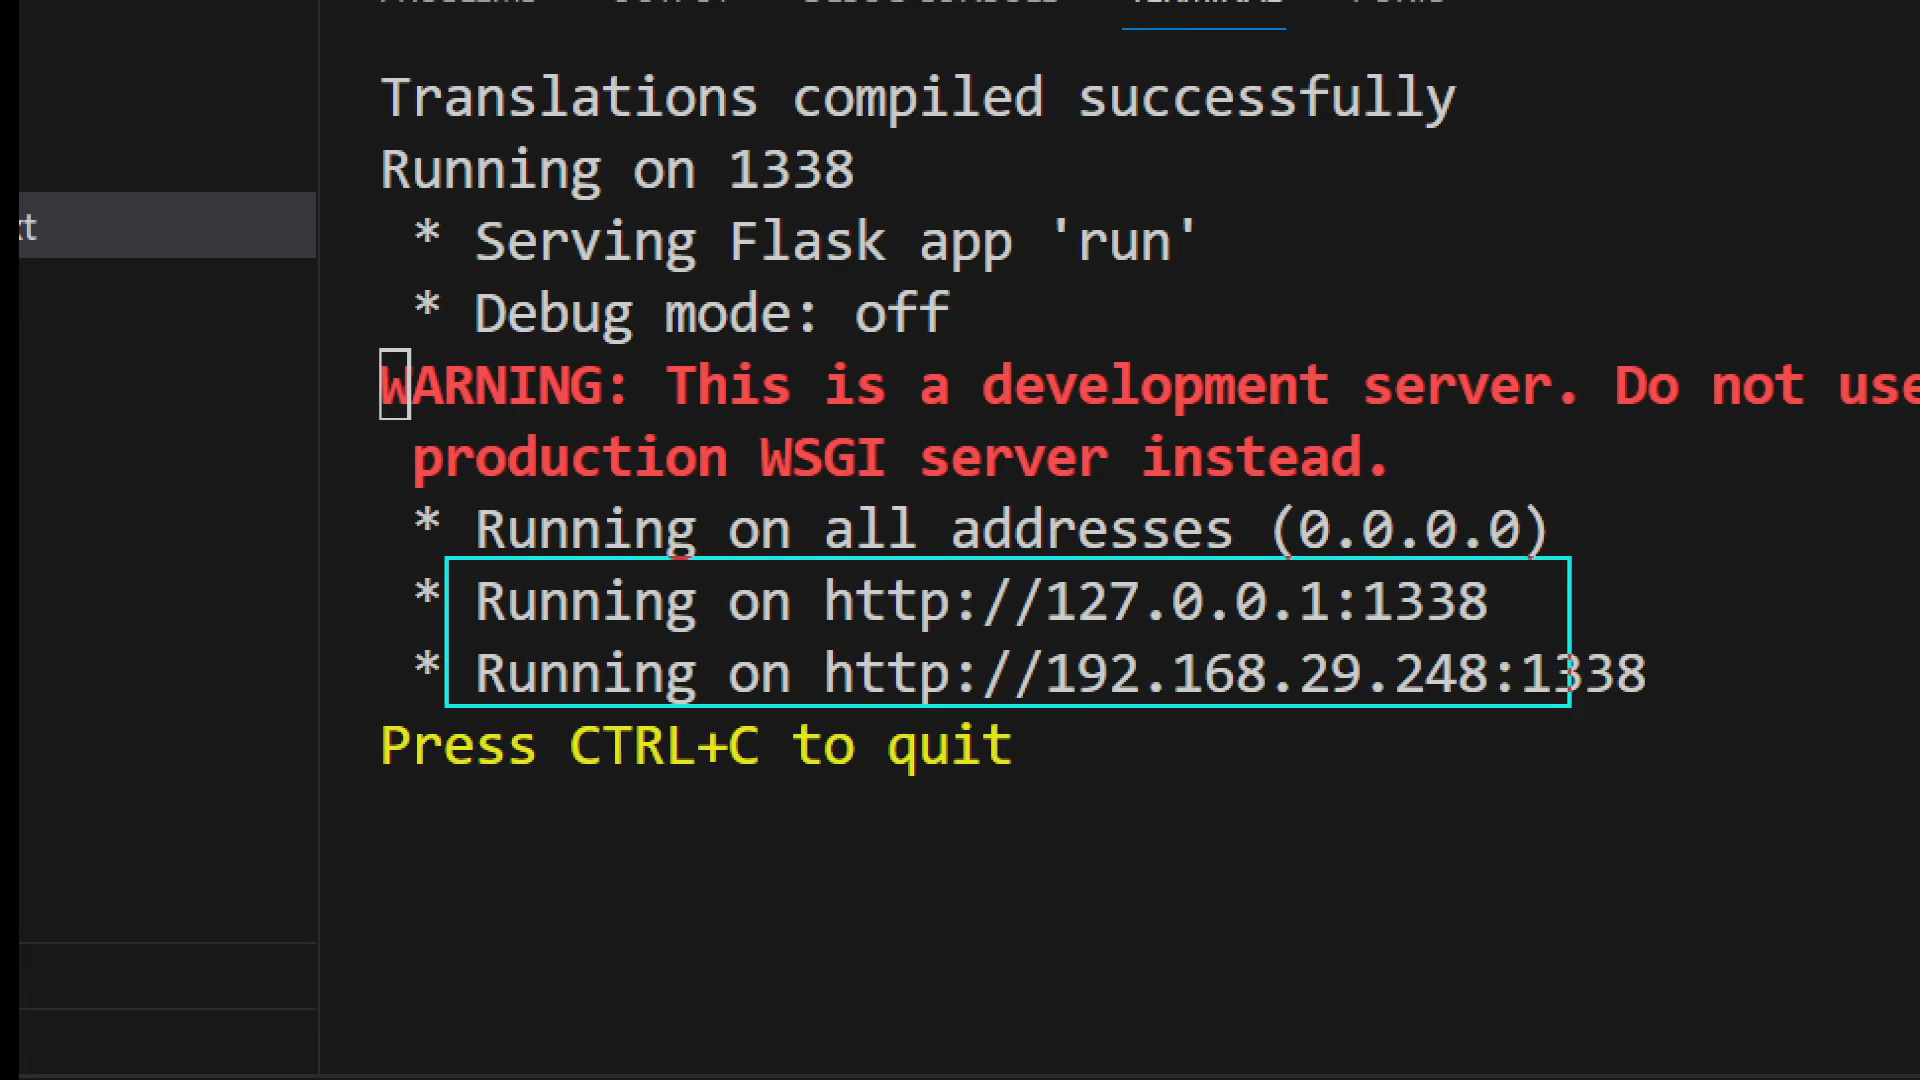 TERMINAL
Translations compiled successfully
Running on 1338
* Serving Flask app 'run'
* Debug mode: off
WARNING: This is a development server. Do not use
production WSGI server instead.
* Running on all addresses (0.0.0.0)
* Running on http://127.0.0.1:1338
* Running on http://192.168.29.248:1338
Press CTRL+C to quit